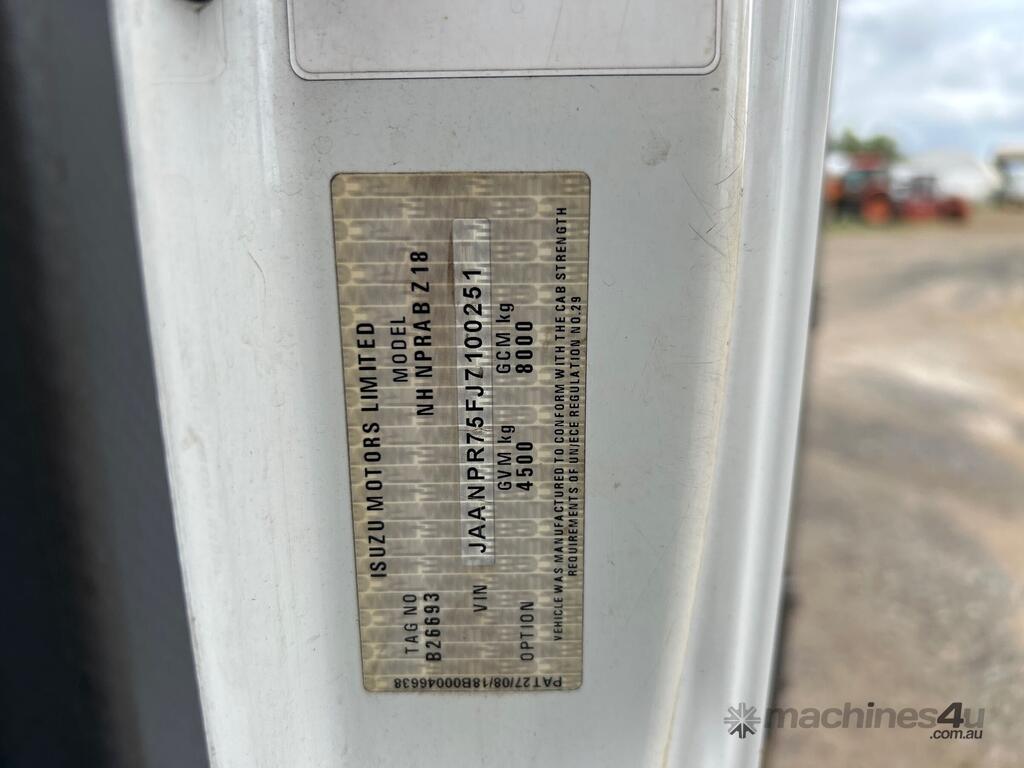 ISUZU MOTORS LIMITED
TAG NO MODEL
B26693 NH NPRAB Z18
VIN JAANPR75FJ7100251
GVM kg GCM kg
OPTION 4500 8000
VEHICLE WAS MANUFACTURED TO CONFORM WITH THE CAB STRENGTH
REQUIREMENTS OF UN/ECE REGULATION NO.29
PAT27/08/18B00046638
machines4u
.com.au